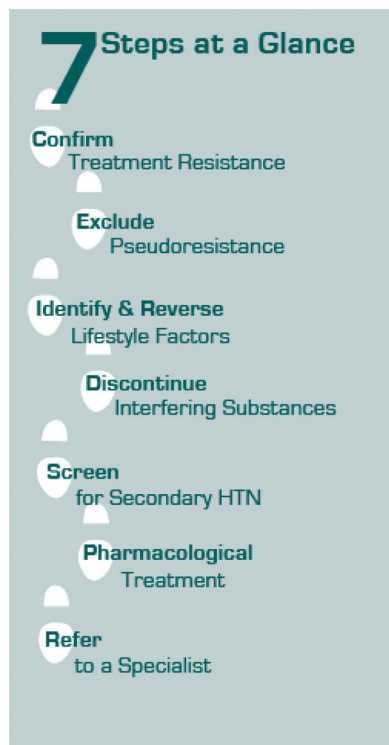 7 Steps at a Glance
Confirm
Treatment Resistance
Exclude
Pseudoresistance
Identify & Reverse
Lifestyle Factors
Discontinue
Interfering Substances
Screen
for Secondary HTN
Pharmacological
Treatment
Refer
to a Specialist